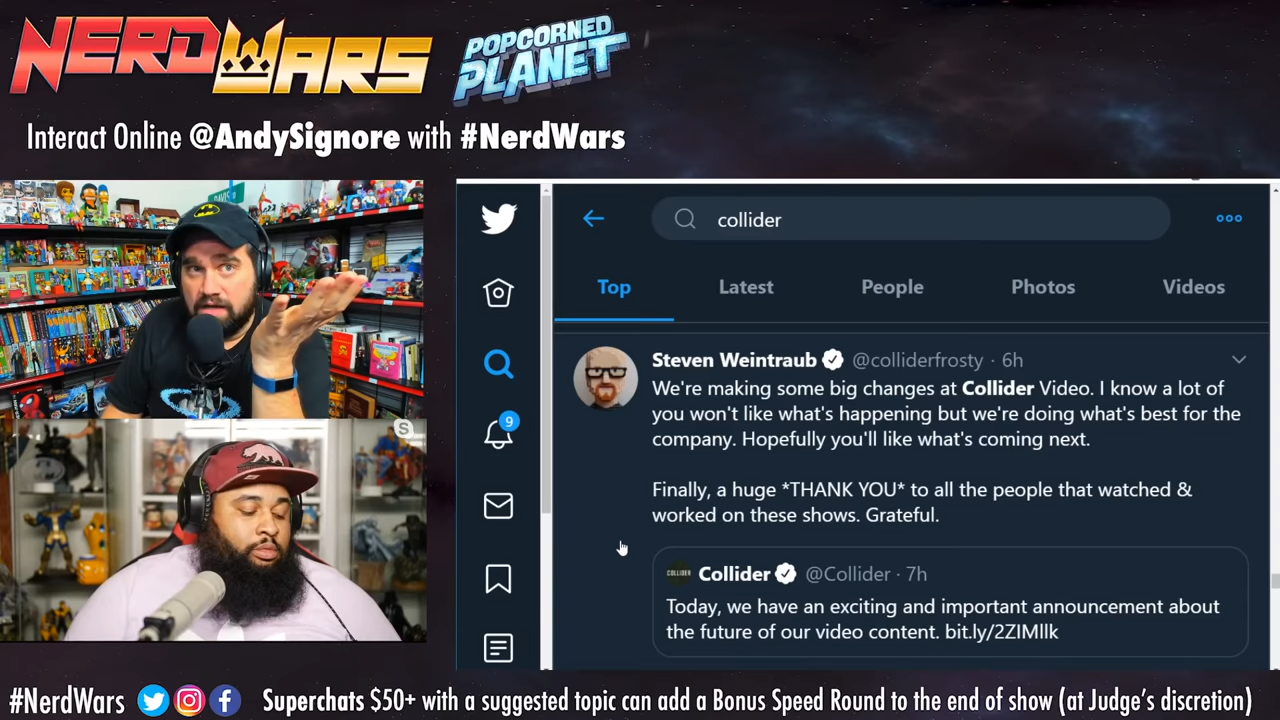 NERD WARS
POPCORNED
PLANET
Interact Online @AndySignore with #NerdWars
DAVIS
collider
Top Latest People Photos Videos
Steven Weintraub @colliderfrosty · 6h
We're making some big changes at Collider Video. I know a lot of
you won't like what's happening but we're doing what's best for the
company. Hopefully you'll like what's coming next.
Finally, a huge *THANK YOU* to all the people that watched &
worked on these shows. Grateful.
9
COLLIDER Collider @Collider · 7h
Today, we have an exciting and important announcement about
the future of our video content. bit.ly/2ZIMllk
S
#NerdWars Superchats $50+ with a suggested topic can add a Bonus Speed Round to the end of show (at Judge's discretion)